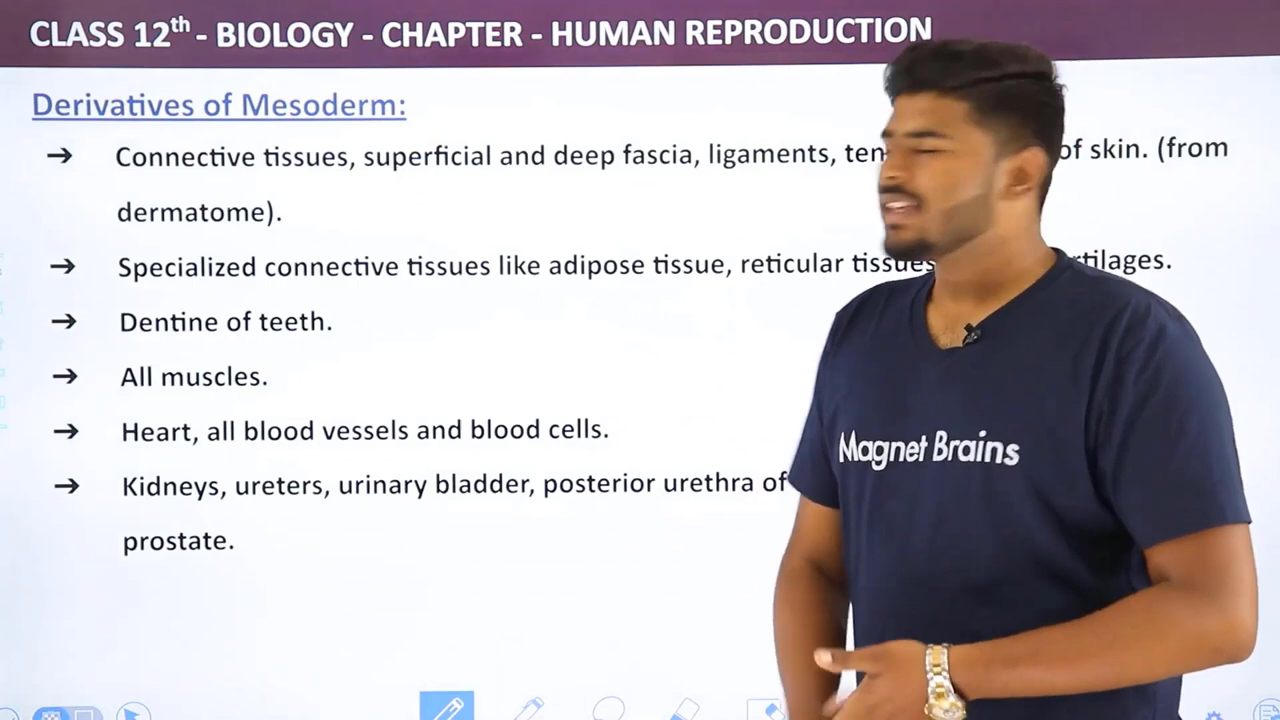 CLASS 12th - BIOLOGY - CHAPTER - HUMAN REPRODUCTION
Derivatives of Mesoderm:
➔ Connective tissues, superficial and deep fascia, ligaments, of skin. (from
dermatome).
➔ Specialized connective tissues like adipose tissue, reticular tissues
➔ Dentine of teeth.
➔ All muscles.
➔ Heart, all blood vessels and blood cells.
➔ Kidneys, ureters, urinary bladder, posterior urethra of
prostate.
Magnet Brains